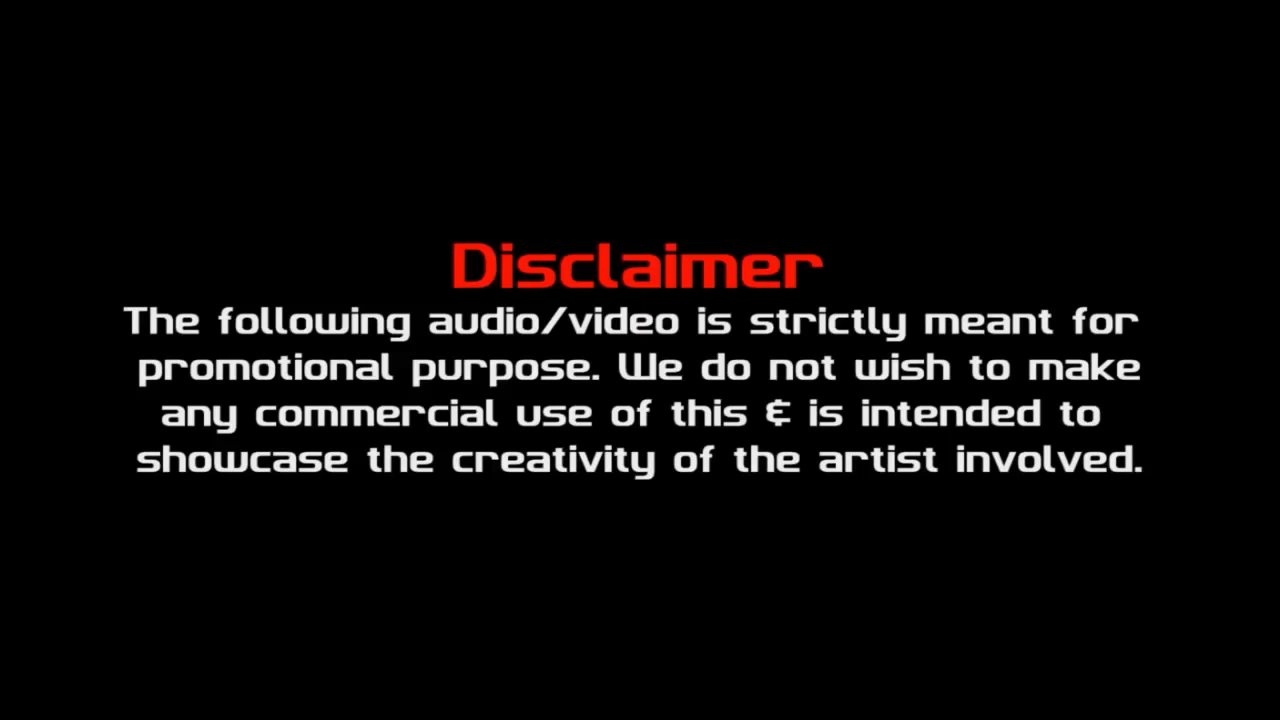 Disclaimer
The following audio/video is strictly meant for
promotional purpose. We do not wish to make
any commercial use of this & is intended to
showcase the creativity of the artist involved.